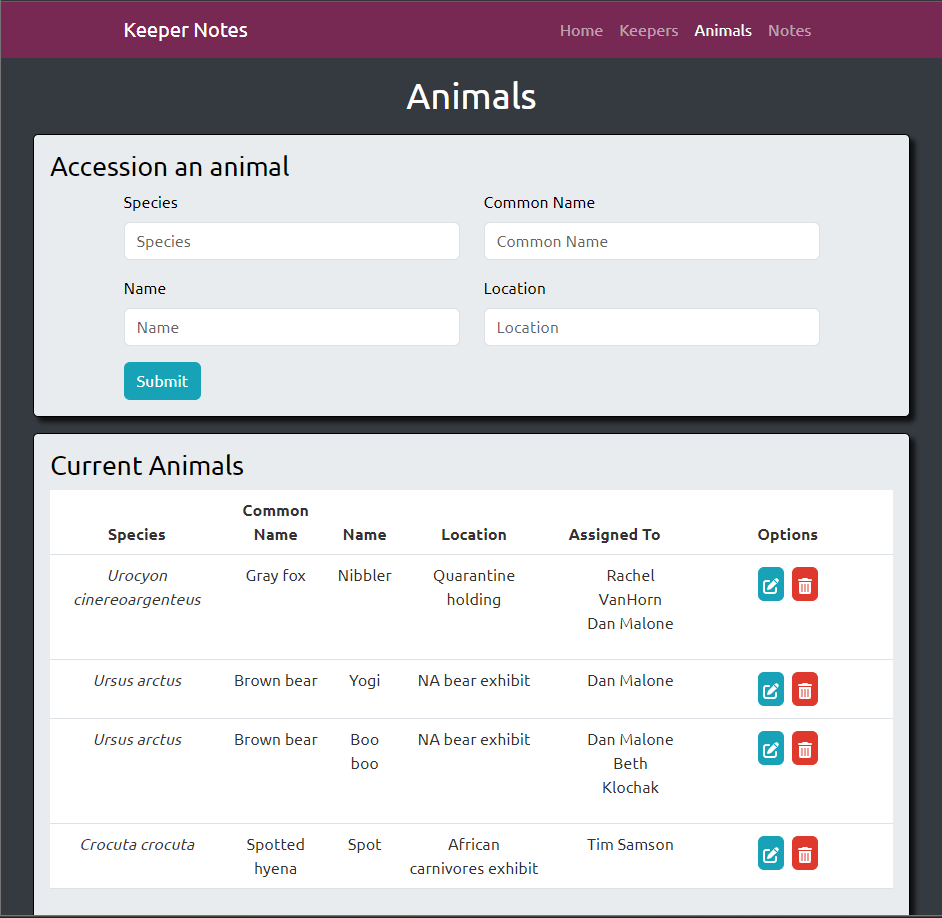 Keeper Notes
Home Keepers Animals Notes
Animals
Accession an animal
Species Common Name
Species Common Name
Name Location
Name Location
Submit
Current Animals
Species Common Name Name Location Assigned To Options
Urocyon cinereoargenteus Gray fox Nibbler Quarantine holding Rachel VanHorn Dan Malone
Ursus arctus Brown bear Yogi NA bear exhibit Dan Malone
Ursus arctus Brown bear Boo boo NA bear exhibit Dan Malone Beth Klochak
Crocuta crocuta Spotted hyena Spot African carnivores exhibit Tim Samson